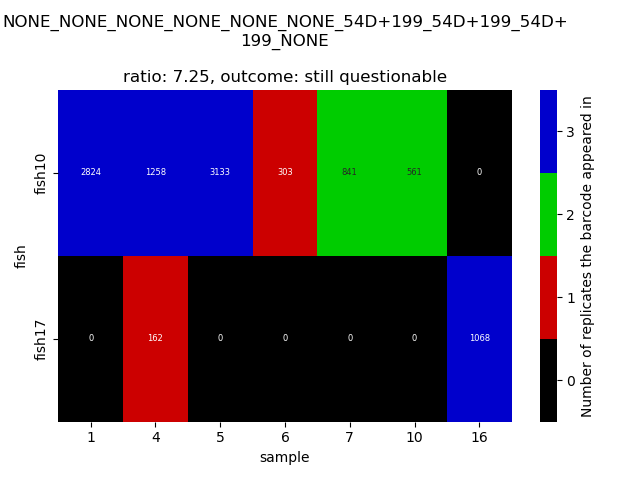 NONE_NONE_NONE_NONE_NONE_NONE_54D+199_54D+199_54D+
199_NONE
ratio: 7.25, outcome: still questionable
fish
fish10
2824 1258 3133 303 841 561 0
fish17
0 162 0 0 0 0 1068
1 4 5 6 7 10 16
sample
3
2
1
0
Number of replicates the barcode appeared in